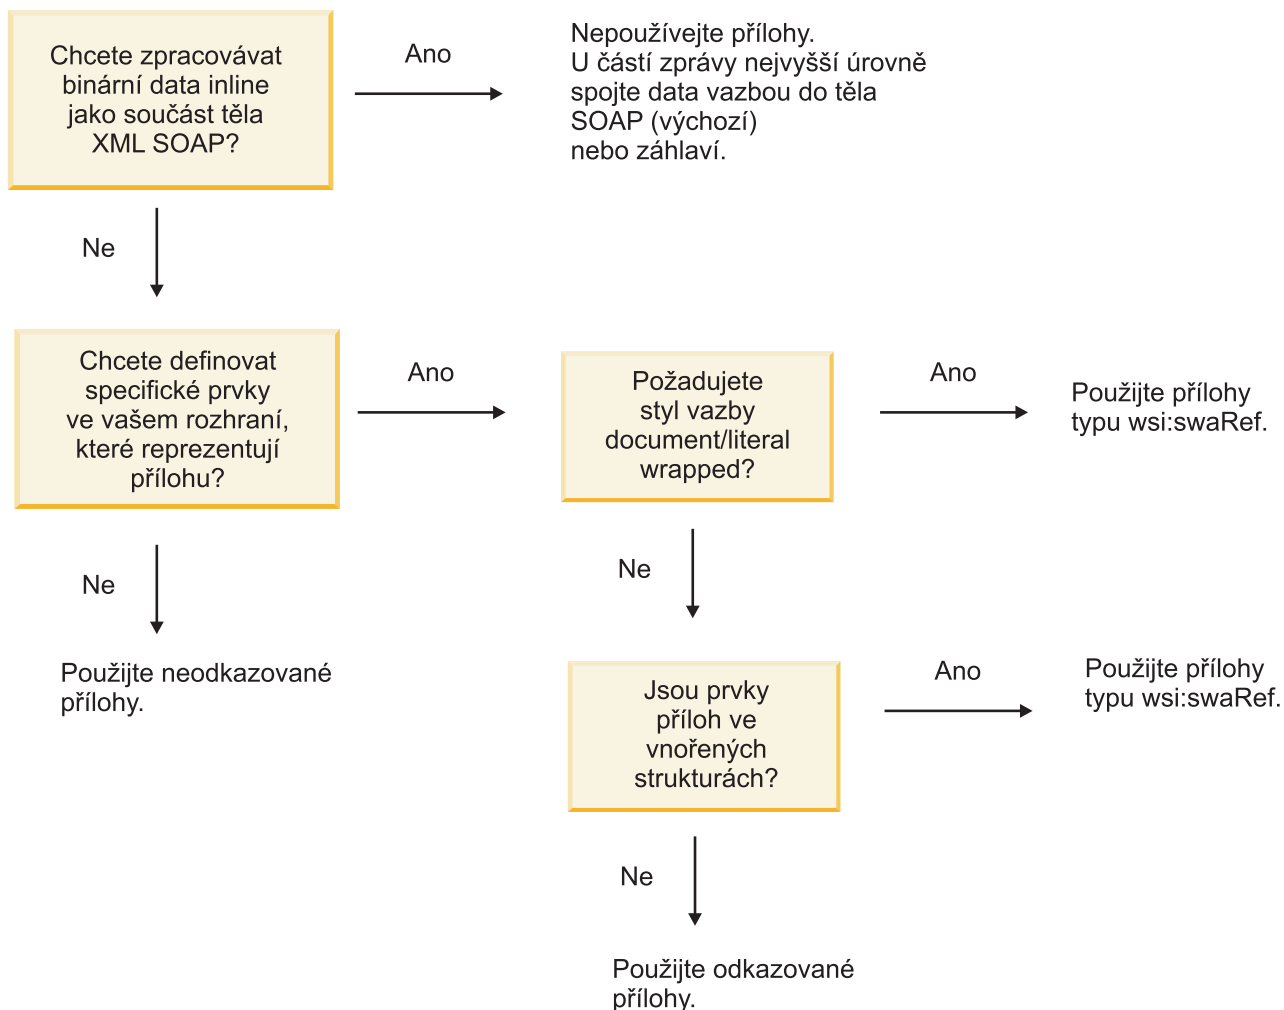 Chcete zpracovávat
binární data inline
jako součást těla
XML SOAP?
Ano
Nepoužívejte přílohy.
U částí zprávy nejvyšší úrovně
spojte data vazbou do těla
SOAP (výchozí)
nebo záhlaví.
Ne
Chcete definovat
specifické prvky
ve vašem rozhraní,
které reprezentují
přílohu?
Ano
Požadujete
styl vazby
document/literal
wrapped?
Ano
Použijte přílohy
typu wsi:swaRef.
Ne
Použijte neodkazované
přílohy.
Ne
Jsou prvky
příloh ve
vnořených
strukturách?
Ano
Použijte přílohy
typu wsi:swaRef.
Ne
Použijte odkazované
přílohy.